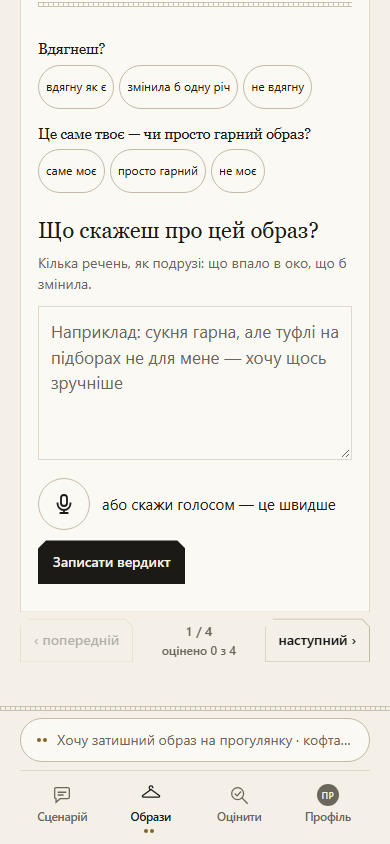 Вдягнеш?
вдягну як є
змінила б одну річ
не вдягну
Це саме твоє — чи просто гарний образ?
саме моє
просто гарний
не моє
Що скажеш про цей образ?
Кілька речень, як подрузі: що впало в око, що б
змінила.
Наприклад: сукня гарна, але туфлі на
підборах не для мене — хочу щось
зручніше
або скажи голосом — це швидше
Записати вердикт
‹ попередній
1 / 4
оцінено 0 з 4
наступний ›
Хочу затишний образ на прогулянку · кофта...
Сценарій
Образи
Оцінити
ПР
Профіль